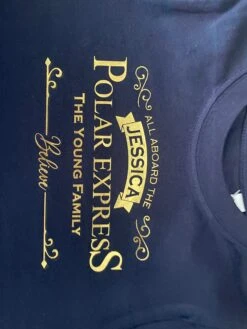 ALL ABOARD THE
JESSICA
POLAR EXPRESS
THE YOUNG FAMILY
Believe